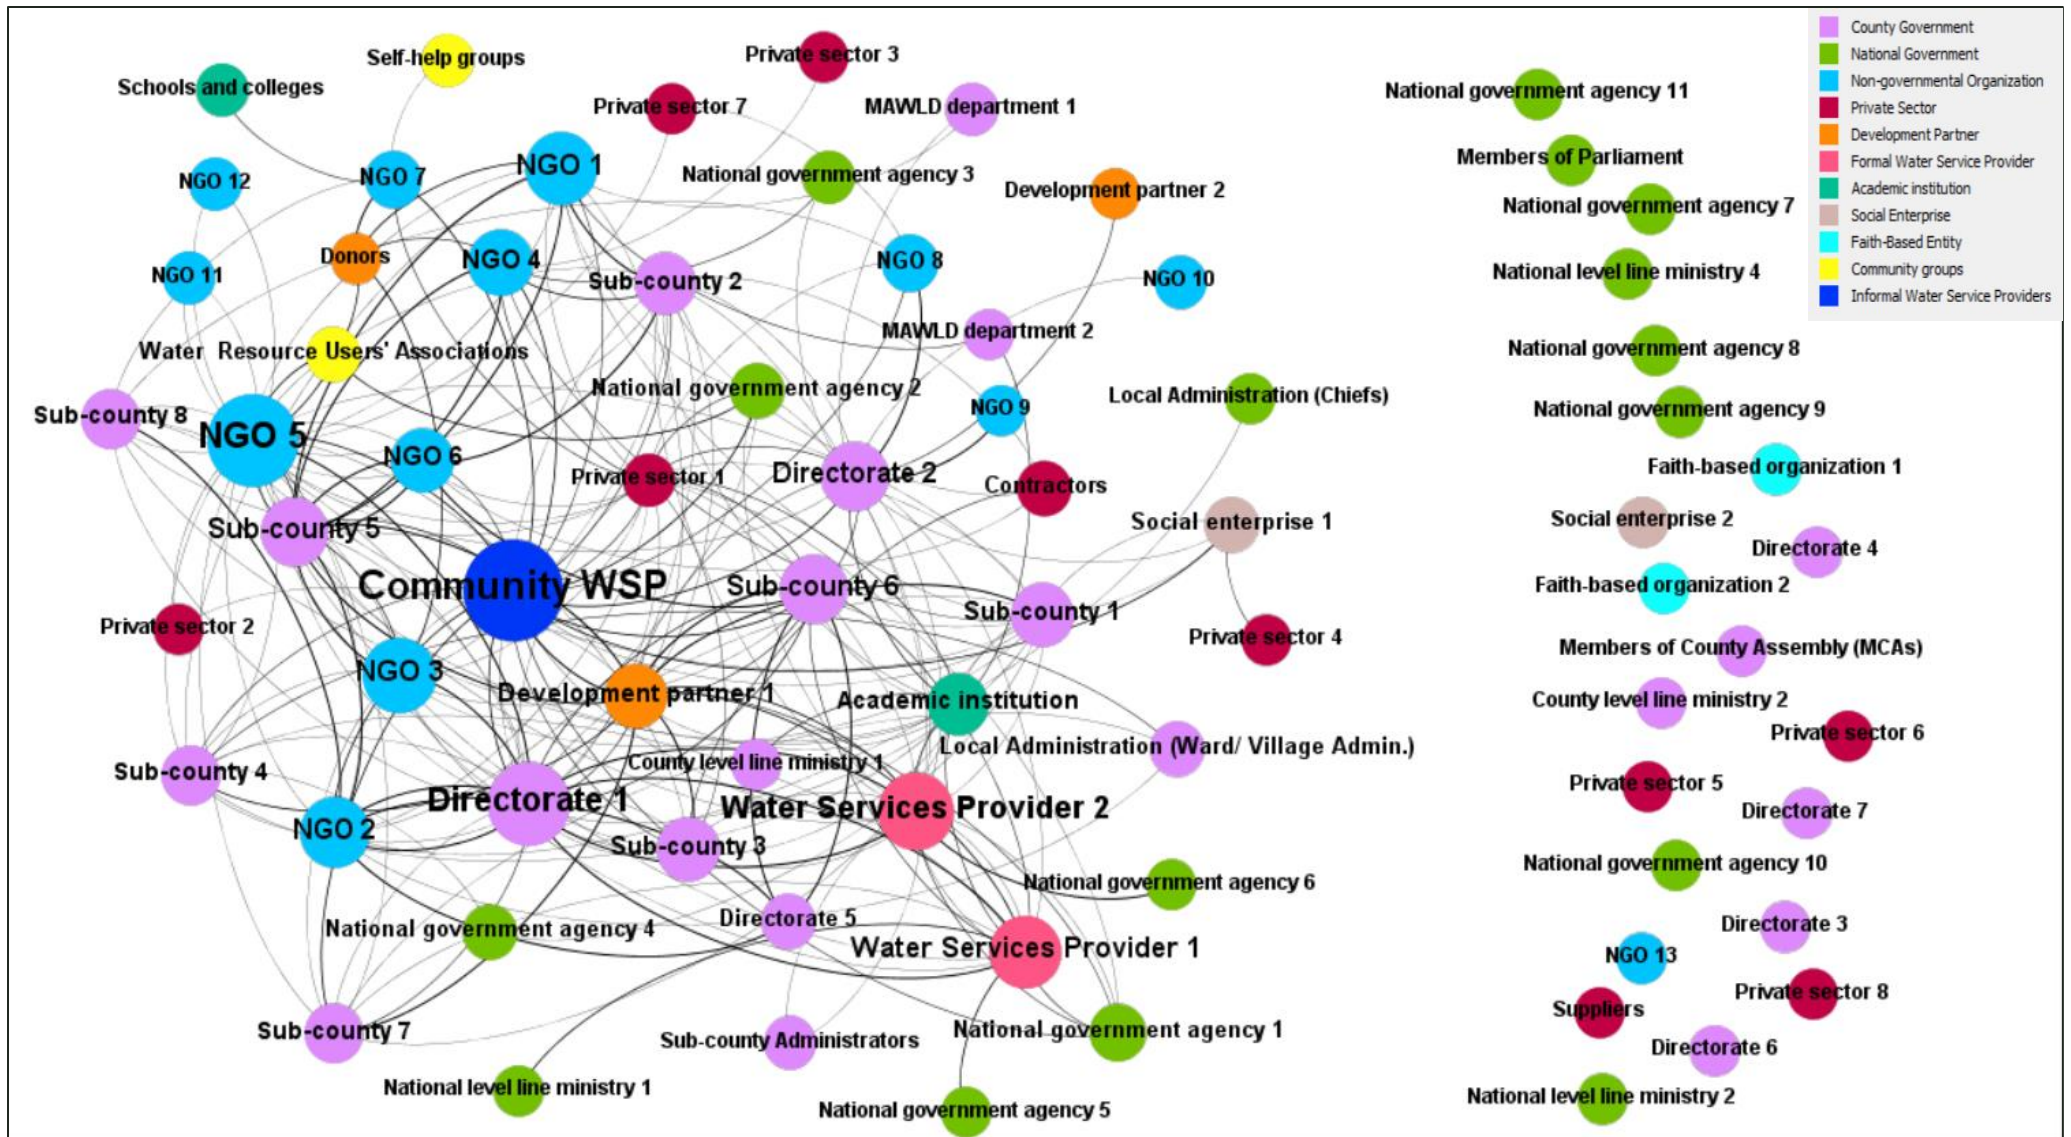 Self-help groups
Private sector 3
Schools and colleges
Private sector 7
MAWLD department 1
NGO 1
NGO 12
NGO 7
National government agency 3
Development partner 2
Donors
NGO 4
NGO 8
NGO 11
Sub-county 2
NGO 10
MAWLD department 2
Water Resource Users' Associations
National government agency 2
Local Administration (Chiefs)
Sub-county 8
NGO 5
NGO 9
NGO 6
Private sector 1
Directorate 2
Contractors
Sub-county 5
Social enterprise 1
Community WSP
Sub-county 6
Sub-county 1
Private sector 2
Private sector 4
NGO 3
Development partner 1
Academic institution
Local Administration (Ward/ Village Admin.)
County level line ministry 1
Sub-county 4
Directorate 1
Water Services Provider 2
NGO 2
Sub-county 3
National government agency 6
Directorate 5
National government agency 4
Water Services Provider 1
Sub-county 7
Sub-county Administrators
National government agency 1
National level line ministry 1
National government agency 5
National government agency 11
Members of Parliament
National government agency 7
National level line ministry 4
National government agency 8
National government agency 9
Faith-based organization 1
Social enterprise 2
Directorate 4
Faith-based organization 2
Members of County Assembly (MCAs)
County level line ministry 2
Private sector 6
Private sector 5
Directorate 7
National government agency 10
Directorate 3
NGO 13
Private sector 8
Suppliers
Directorate 6
National level line ministry 2
County Government
National Government
Non-governmental Organization
Private Sector
Development Partner
Formal Water Service Provider
Academic institution
Social Enterprise
Faith-Based Entity
Community groups
Informal Water Service Providers